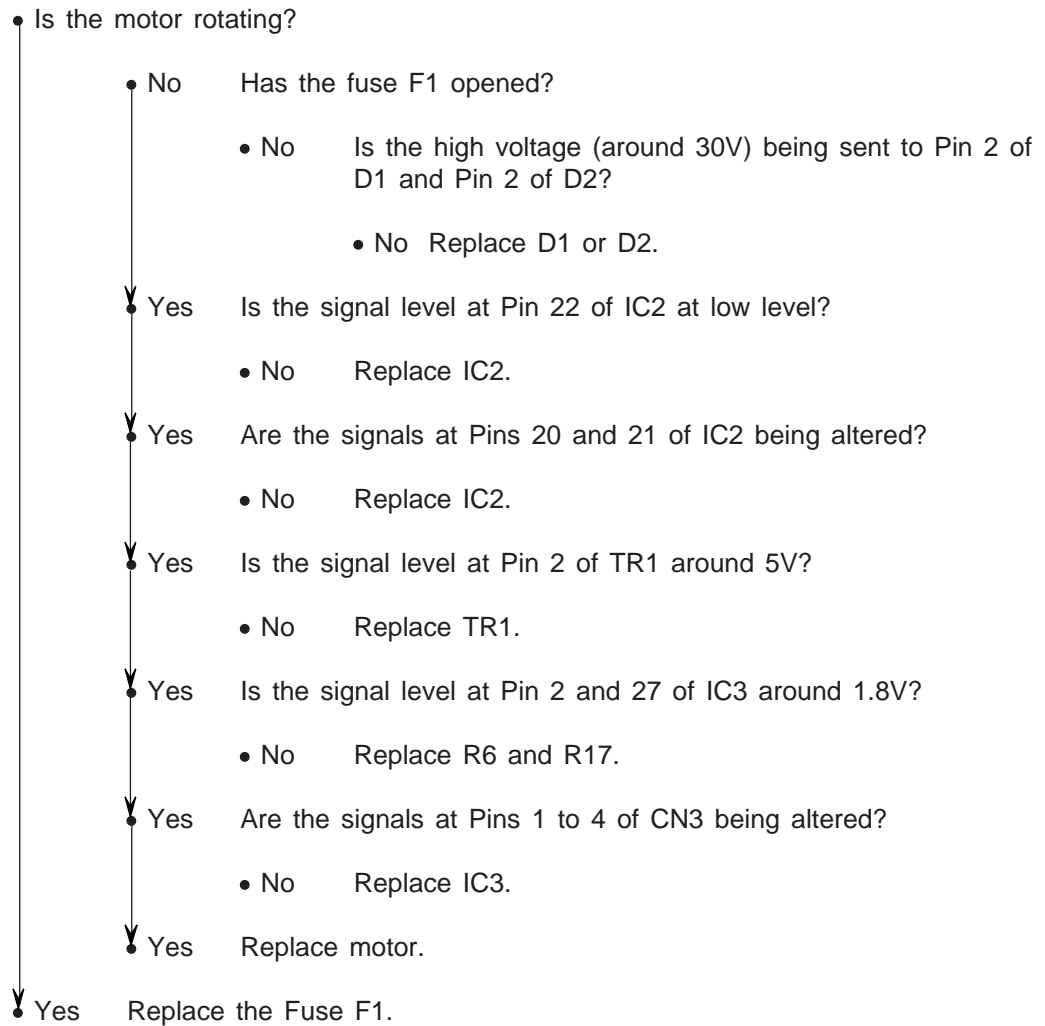 • Is the motor rotating?
• No Has the fuse F1 opened?
• No Is the high voltage (around 30V) being sent to Pin 2 of
D1 and Pin 2 of D2?
• No Replace D1 or D2.
• Yes Is the signal level at Pin 22 of IC2 at low level?
• No Replace IC2.
• Yes Are the signals at Pins 20 and 21 of IC2 being altered?
• No Replace IC2.
• Yes Is the signal level at Pin 2 of TR1 around 5V?
• No Replace TR1.
• Yes Is the signal level at Pin 2 and 27 of IC3 around 1.8V?
• No Replace R6 and R17.
• Yes Are the signals at Pins 1 to 4 of CN3 being altered?
• No Replace IC3.
• Yes Replace motor.
• Yes Replace the Fuse F1.